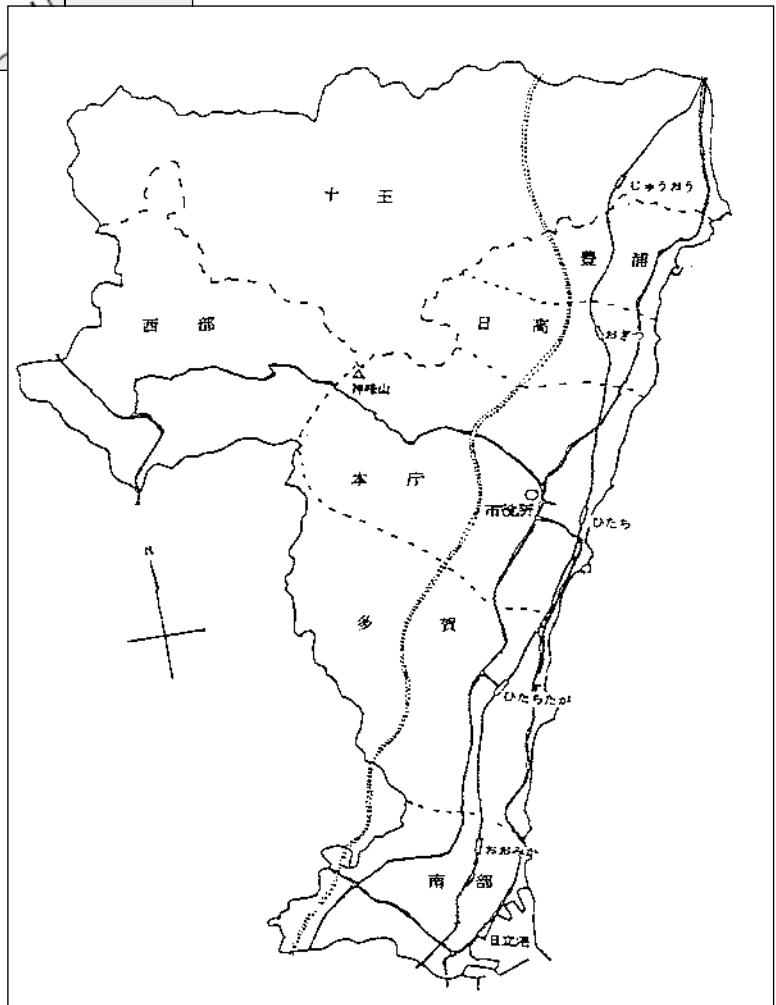 十王
じゅうおう
豊浦
西部
日高
おぎつ
神峰山
本庁
市役所
ひたち
N
多賀
ひたちたが
おおみか
南部
日立港